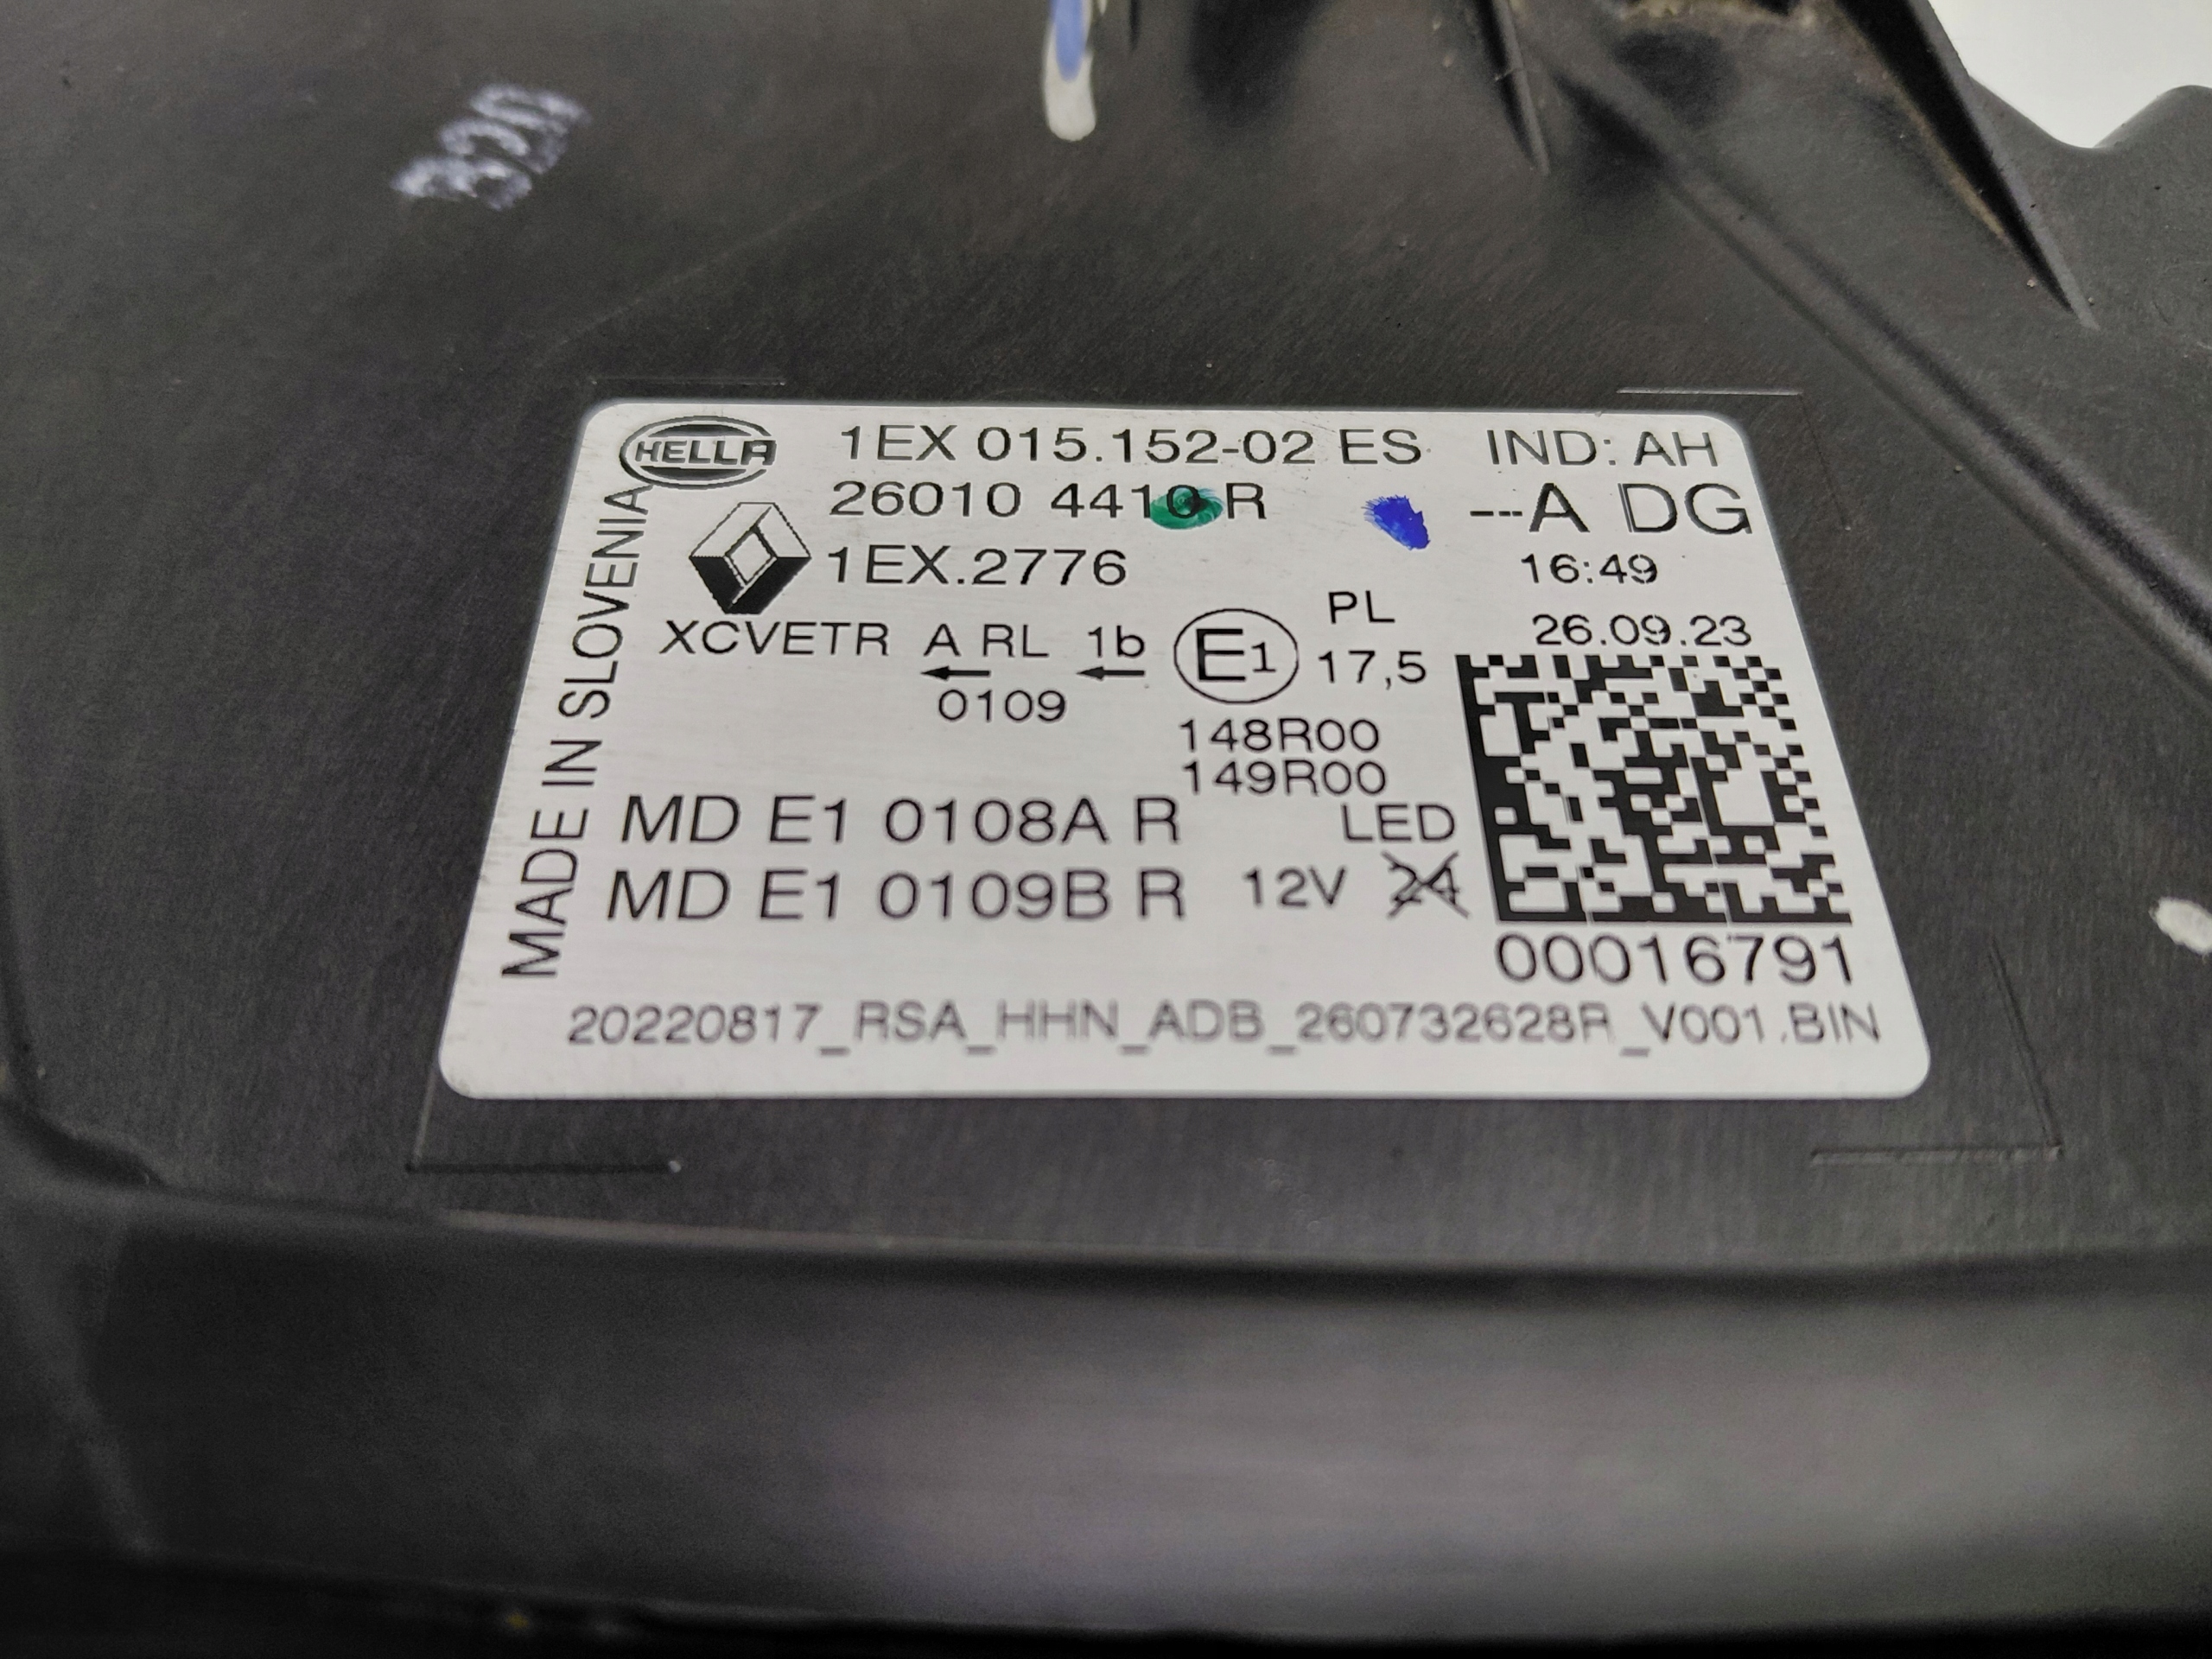 320
HELLA 1EX 015.152-02 ES IND: AH
26010 4410 R ---A DG
1EX.2776 16:49
PL 26.09.23
XCVETR A RL 1b E1 17,5
0109
148R00
149R00
MD E1 0108A R LED
MD E1 0109B R 12V 24
00016791
20220817_RSA_HHN_ADB_260732628R_V001.BIN
MADE IN SLOVENIA